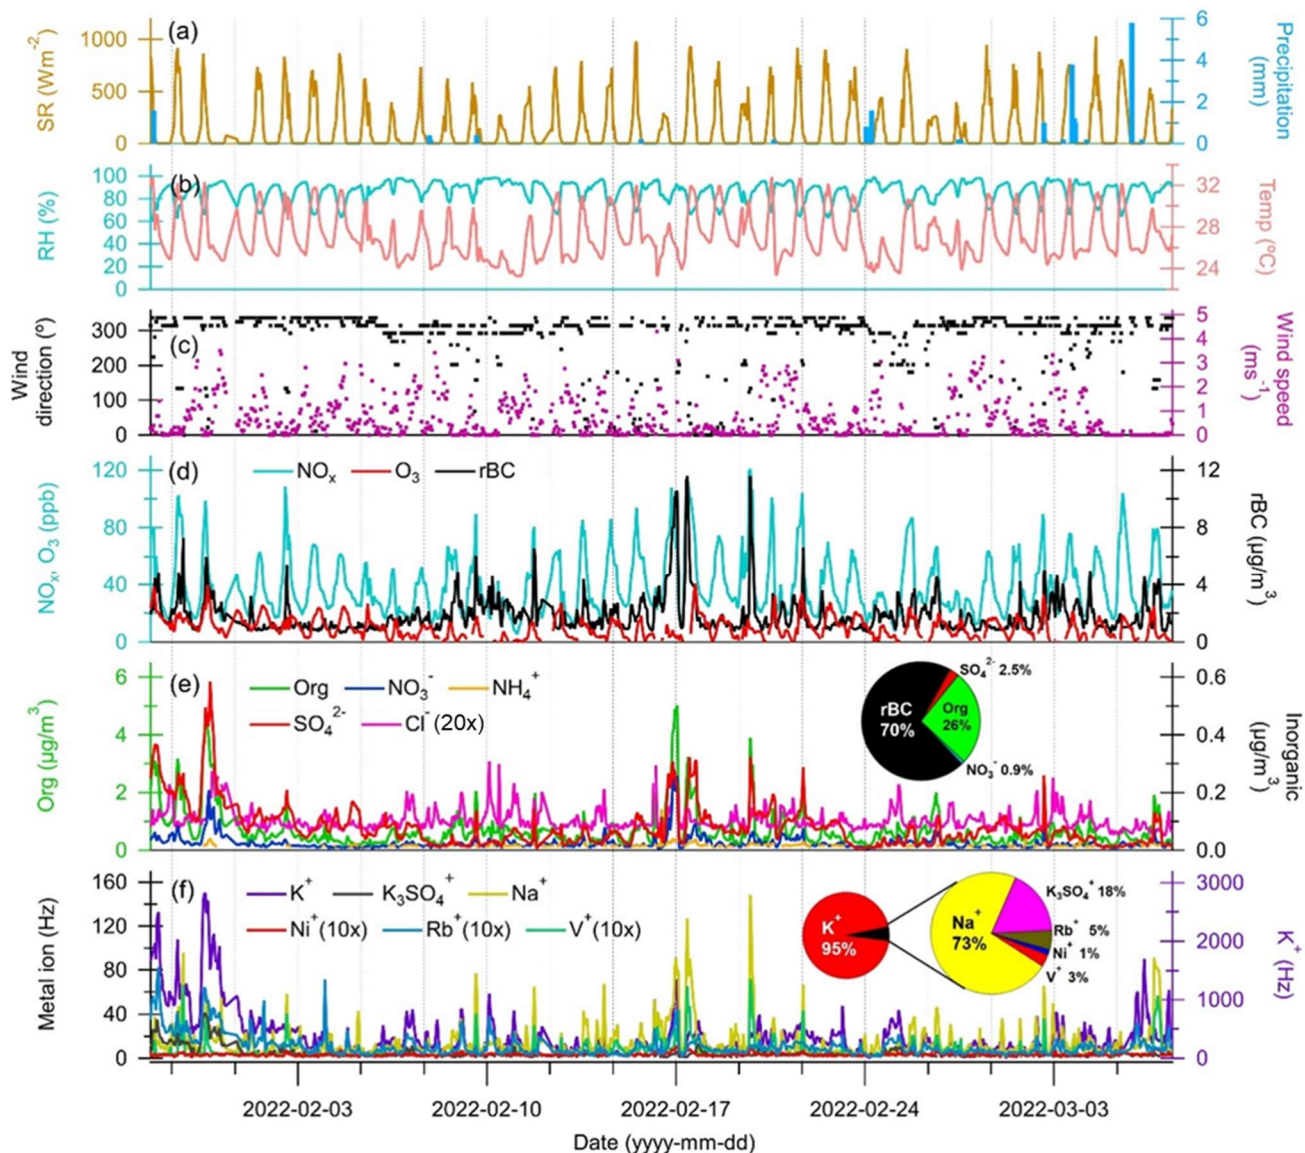 (a)
SR (Wm⁻²)
1000
500
0
6
4
2
0
Precipitation
(mm)
(b)
RH (%)
100
80
60
40
20
0
32
28
24
Temp (ºC)
(c)
Wind
direction (º)
300
200
100
0
5
4
3
2
1
0
Wind speed
(ms⁻¹)
(d)
NOₓ O₃ rBC
NOₓ, O₃ (ppb)
120
80
40
0
12
8
4
0
rBC (µg/m³)
(e)
Org NO₃⁻ NH₄⁺
SO₄²⁻ Cl⁻(20x)
Org (µg/m³)
6
4
2
0
rBC
70%
SO₄²⁻ 2.5%
Org
26%
NO₃⁻ 0.9%
0.6
0.4
0.2
0.0
Inorganic
(µg/m³)
(f)
K⁺ K₃SO₄⁺ Na⁺
Ni⁺(10x) Rb⁺(10x) V⁺(10x)
Metal ion (Hz)
160
120
80
40
0
K⁺
95%
Na⁺
73%
K₃SO₄⁺ 18%
Rb⁺ 5%
Ni⁺ 1%
V⁺ 3%
3000
2000
1000
0
K⁺ (Hz)
2022-02-03 2022-02-10 2022-02-17 2022-02-24 2022-03-03
Date (yyyy-mm-dd)